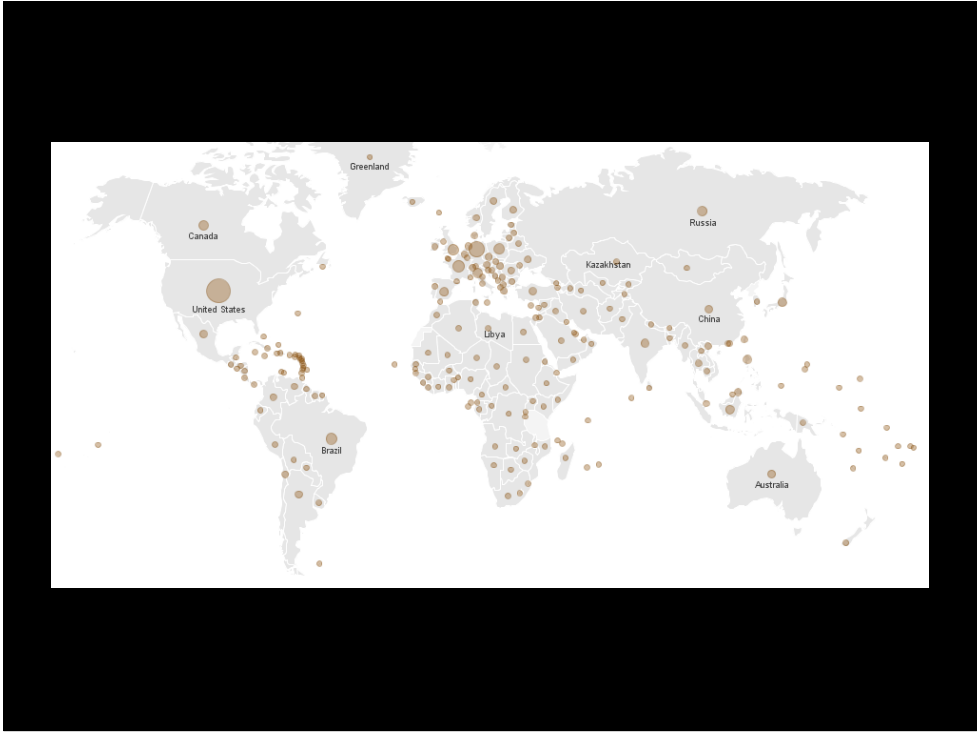 Greenland
Canada
Russia
Kazakhstan
United States
China
Libya
Brazil
Australia